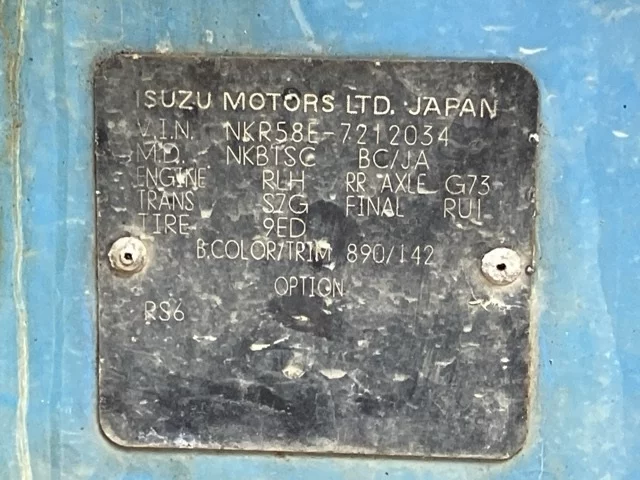 ISUZU MOTORS LTD. JAPAN
V.I.N. NKR58E-7212034
M.D. NKBTSC BC/JA
ENGINE RLH RR AXLE G73
TRANS SZG FINAL RU1
TIRE 9ED
B.COLOR/TRIM 890/142
OPTION
RS6